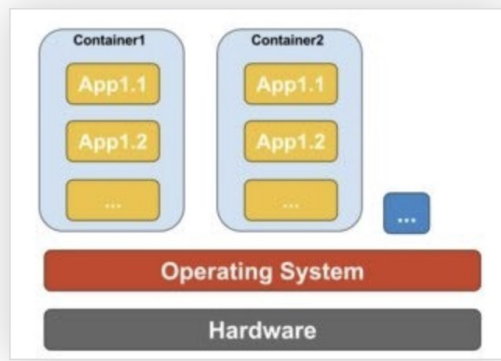 Container1
App1.1
App1.2
...
Container2
App1.1
App1.2
...
...
Operating System
Hardware